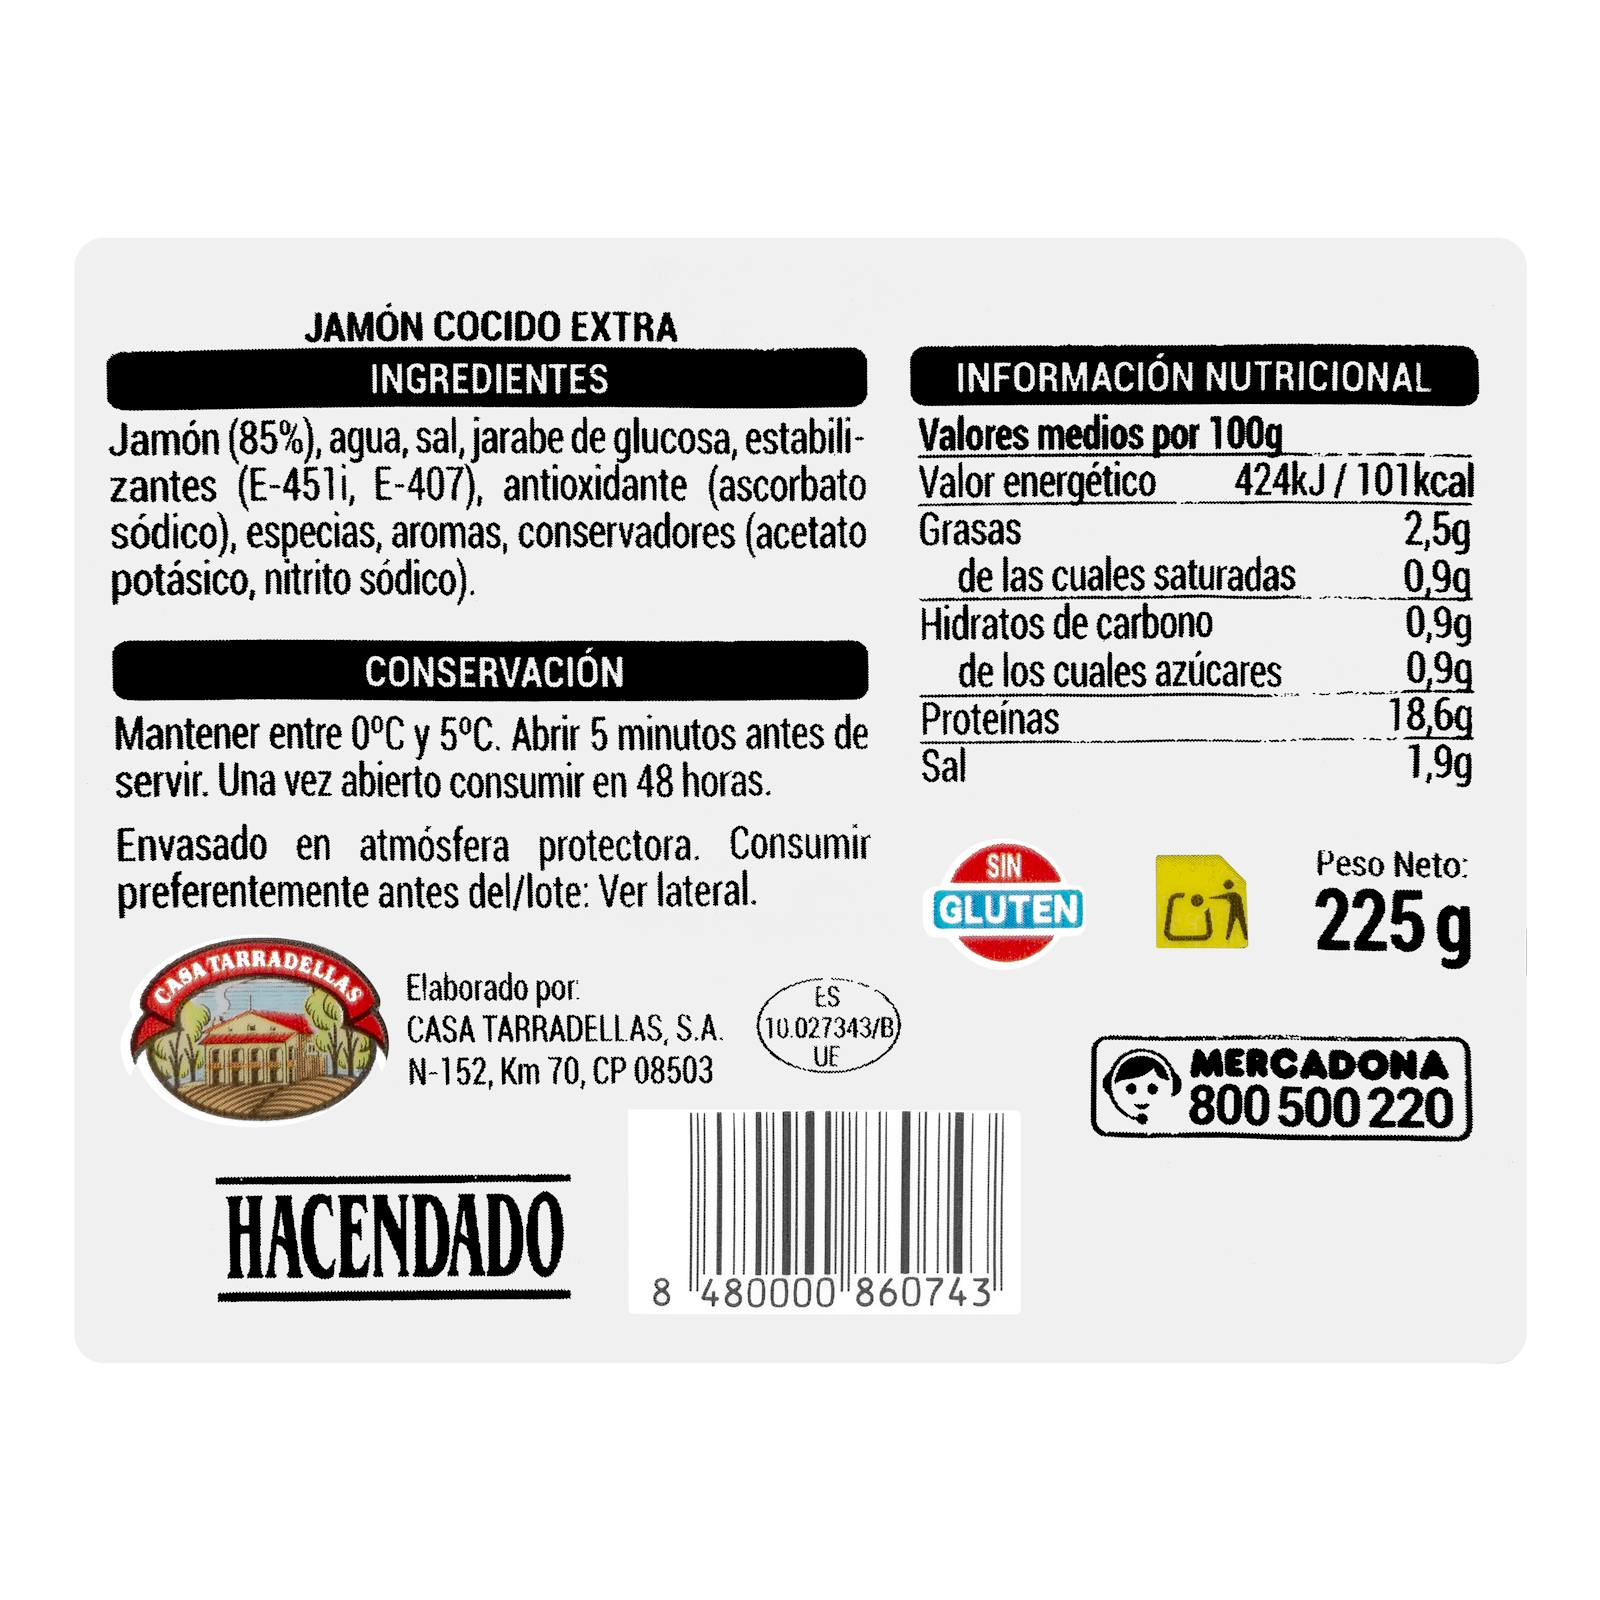 JAMÓN COCIDO EXTRA
INGREDIENTES
Jamón (85%), agua, sal, jarabe de glucosa, estabili-
zantes (E-451i, E-407), antioxidante (ascorbato
sódico), especias, aromas, conservadores (acetato
potásico, nitrito sódico).
CONSERVACIÓN
Mantener entre 0ºC y 5ºC. Abrir 5 minutos antes de
servir. Una vez abierto consumir en 48 horas.
Envasado en atmósfera protectora. Consumir
preferentemente antes del/lote: Ver lateral.
CASA TARRADELLAS
Elaborado por:
CASA TARRADELLAS, S.A.
N-152, Km 70, CP 08503
ES
10.027343/B
UE
HACENDADO
8 480000 860743
INFORMACIÓN NUTRICIONAL
Valores medios por 100g
Valor energético 424kJ / 101kcal
Grasas 2,5g
de las cuales saturadas 0,9g
Hidratos de carbono 0,9g
de los cuales azúcares 0,9g
Proteínas 18,6g
Sal 1,9g
SIN
GLUTEN
Peso Neto:
225 g
MERCADONA
800 500 220